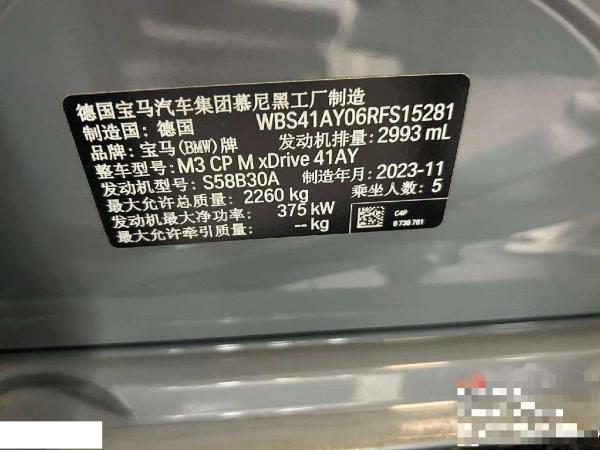 德国宝马汽车集团慕尼黑工厂制造
制造国: 德国 WBS41AY06RFS15281
品牌: 宝马(BMW)牌 发动机排量: 2993 mL
整车型号: M3 CP M xDrive 41AY
发动机型号: S58B30A 制造年月: 2023-11
最大允许总质量: 2260 kg 乘坐人数: 5
发动机最大净功率: 375 kW
最大允许牵引质量: -- kg
C4P
0 738 761